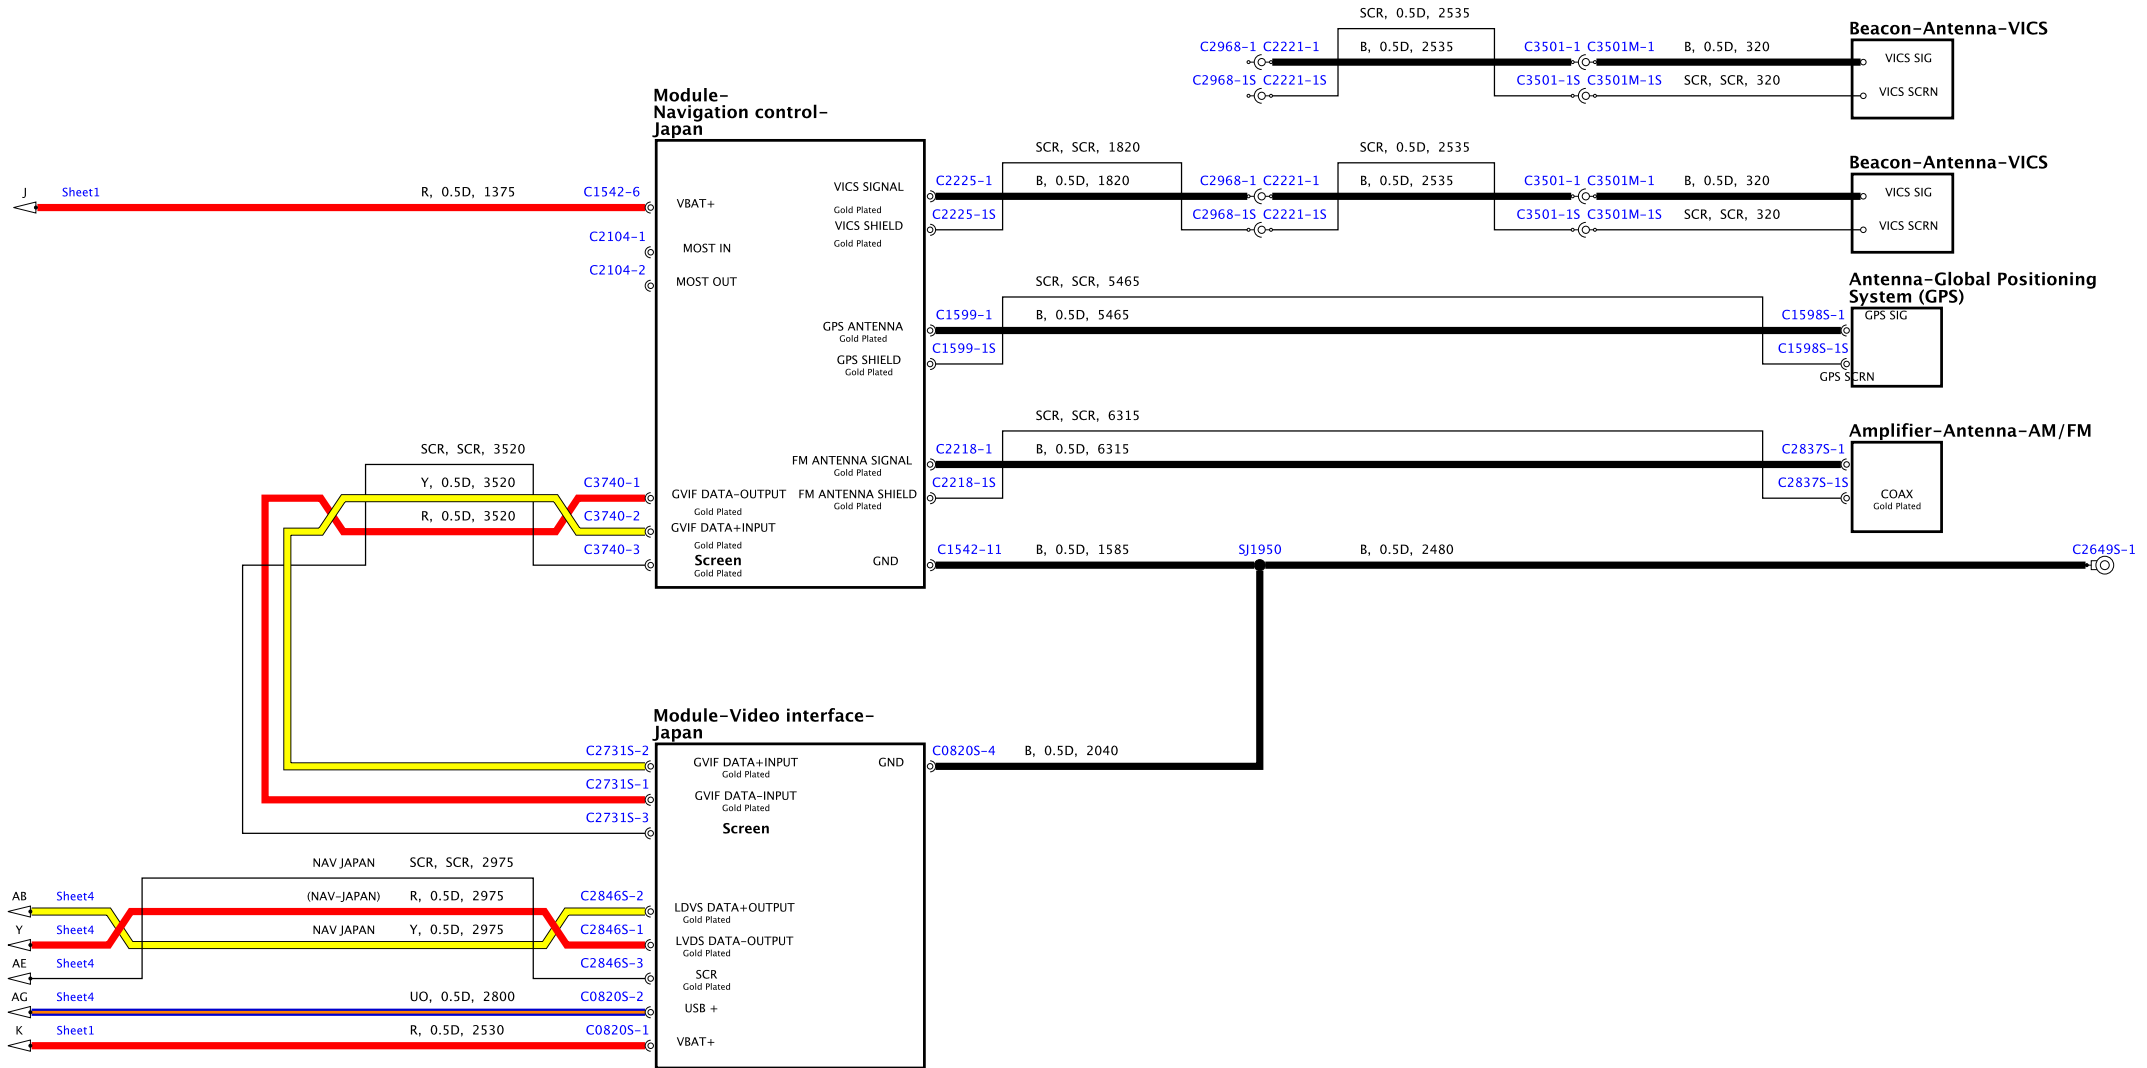 SCR, 0.5D, 2535
Beacon-Antenna-VICS
C2968-1 C2221-1 B, 0.5D, 2535 C3501-1 C3501M-1 B, 0.5D, 320
VICS SIG
C2968-1S C2221-1S C3501-1S C3501M-1S SCR, SCR, 320
VICS SCRN
Module-
Navigation control-
Japan
SCR, SCR, 1820 SCR, 0.5D, 2535
Beacon-Antenna-VICS
J Sheet1 R, 0.5D, 1375 C1542-6
VBAT+
VICS SIGNAL
Gold Plated
C2225-1 B, 0.5D, 1820 C2968-1 C2221-1 B, 0.5D, 2535 C3501-1 C3501M-1 B, 0.5D, 320
VICS SIG
VICS SHIELD
Gold Plated
C2225-1S C2968-1S C2221-1S C3501-1S C3501M-1S SCR, SCR, 320
VICS SCRN
C2104-1
MOST IN
C2104-2
MOST OUT
SCR, SCR, 5465
Antenna-Global Positioning
System (GPS)
GPS ANTENNA
Gold Plated
C1599-1 B, 0.5D, 5465 C1598S-1
GPS SIG
GPS SHIELD
Gold Plated
C1599-1S C1598S-1S
GPS SCRN
SCR, SCR, 6315
Amplifier-Antenna-AM/FM
FM ANTENNA SIGNAL
Gold Plated
C2218-1 B, 0.5D, 6315 C2837S-1
FM ANTENNA SHIELD
Gold Plated
C2218-1S C2837S-1S
COAX
Gold Plated
SCR, SCR, 3520
Y, 0.5D, 3520 C3740-1
GVIF DATA-OUTPUT
Gold Plated
R, 0.5D, 3520 C3740-2
GVIF DATA+INPUT
Gold Plated
C3740-3
Screen
Gold Plated
GND
C1542-11 B, 0.5D, 1585 SJ1950 B, 0.5D, 2480 C2649S-1
Module-Video interface-
Japan
C2731S-2
GVIF DATA+INPUT
Gold Plated
GND
C0820S-4 B, 0.5D, 2040
C2731S-1
GVIF DATA-INPUT
Gold Plated
C2731S-3
Screen
NAV JAPAN SCR, SCR, 2975
AB Sheet4 (NAV-JAPAN) R, 0.5D, 2975 C2846S-2
LDVS DATA+OUTPUT
Gold Plated
Y Sheet4 NAV JAPAN Y, 0.5D, 2975 C2846S-1
LVDS DATA-OUTPUT
Gold Plated
AE Sheet4 C2846S-3
SCR
Gold Plated
AG Sheet4 UO, 0.5D, 2800 C0820S-2
USB +
K Sheet1 R, 0.5D, 2530 C0820S-1
VBAT+